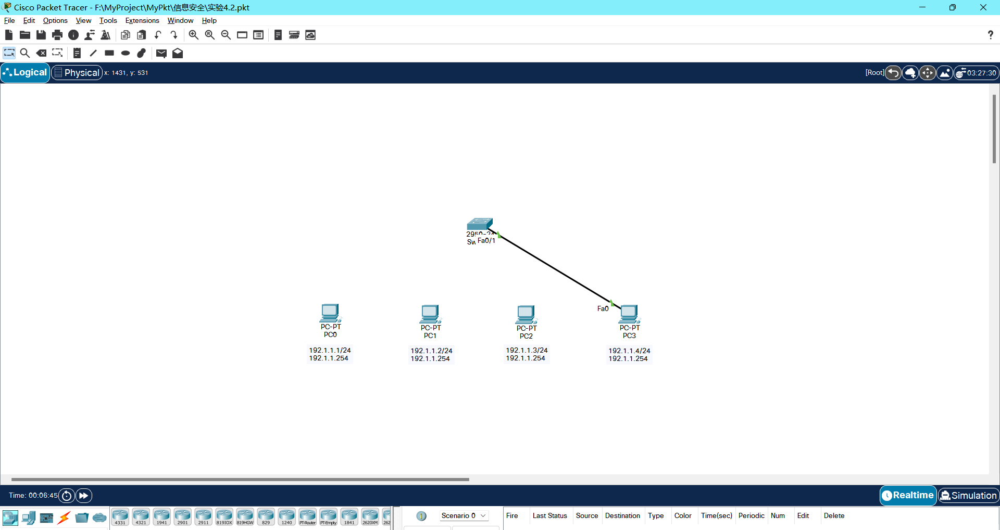 Cisco Packet Tracer - F:\MyProject\MyPkt\信息安全\实验4.2.pkt
File Edit Options View Tools Extensions Window Help
?
Logical Physical x: 1431, y: 531 [Root] 03:27:30
2950-24
Sw Fa0/1
Fa0
PC-PT
PC0
PC-PT
PC1
PC-PT
PC2
PC-PT
PC3
192.1.1.1/24
192.1.1.254
192.1.1.2/24
192.1.1.254
192.1.1.3/24
192.1.1.254
192.1.1.4/24
192.1.1.254
Time: 00:06:45 Realtime Simulation
4331 4321 1941 2901 2911 819IOX 819HGW 829 1240 PT-Router PT-Empty 1841 2620XM 262
Scenario 0
Fire Last Status Source Destination Type Color Time(sec) Periodic Num Edit Delete